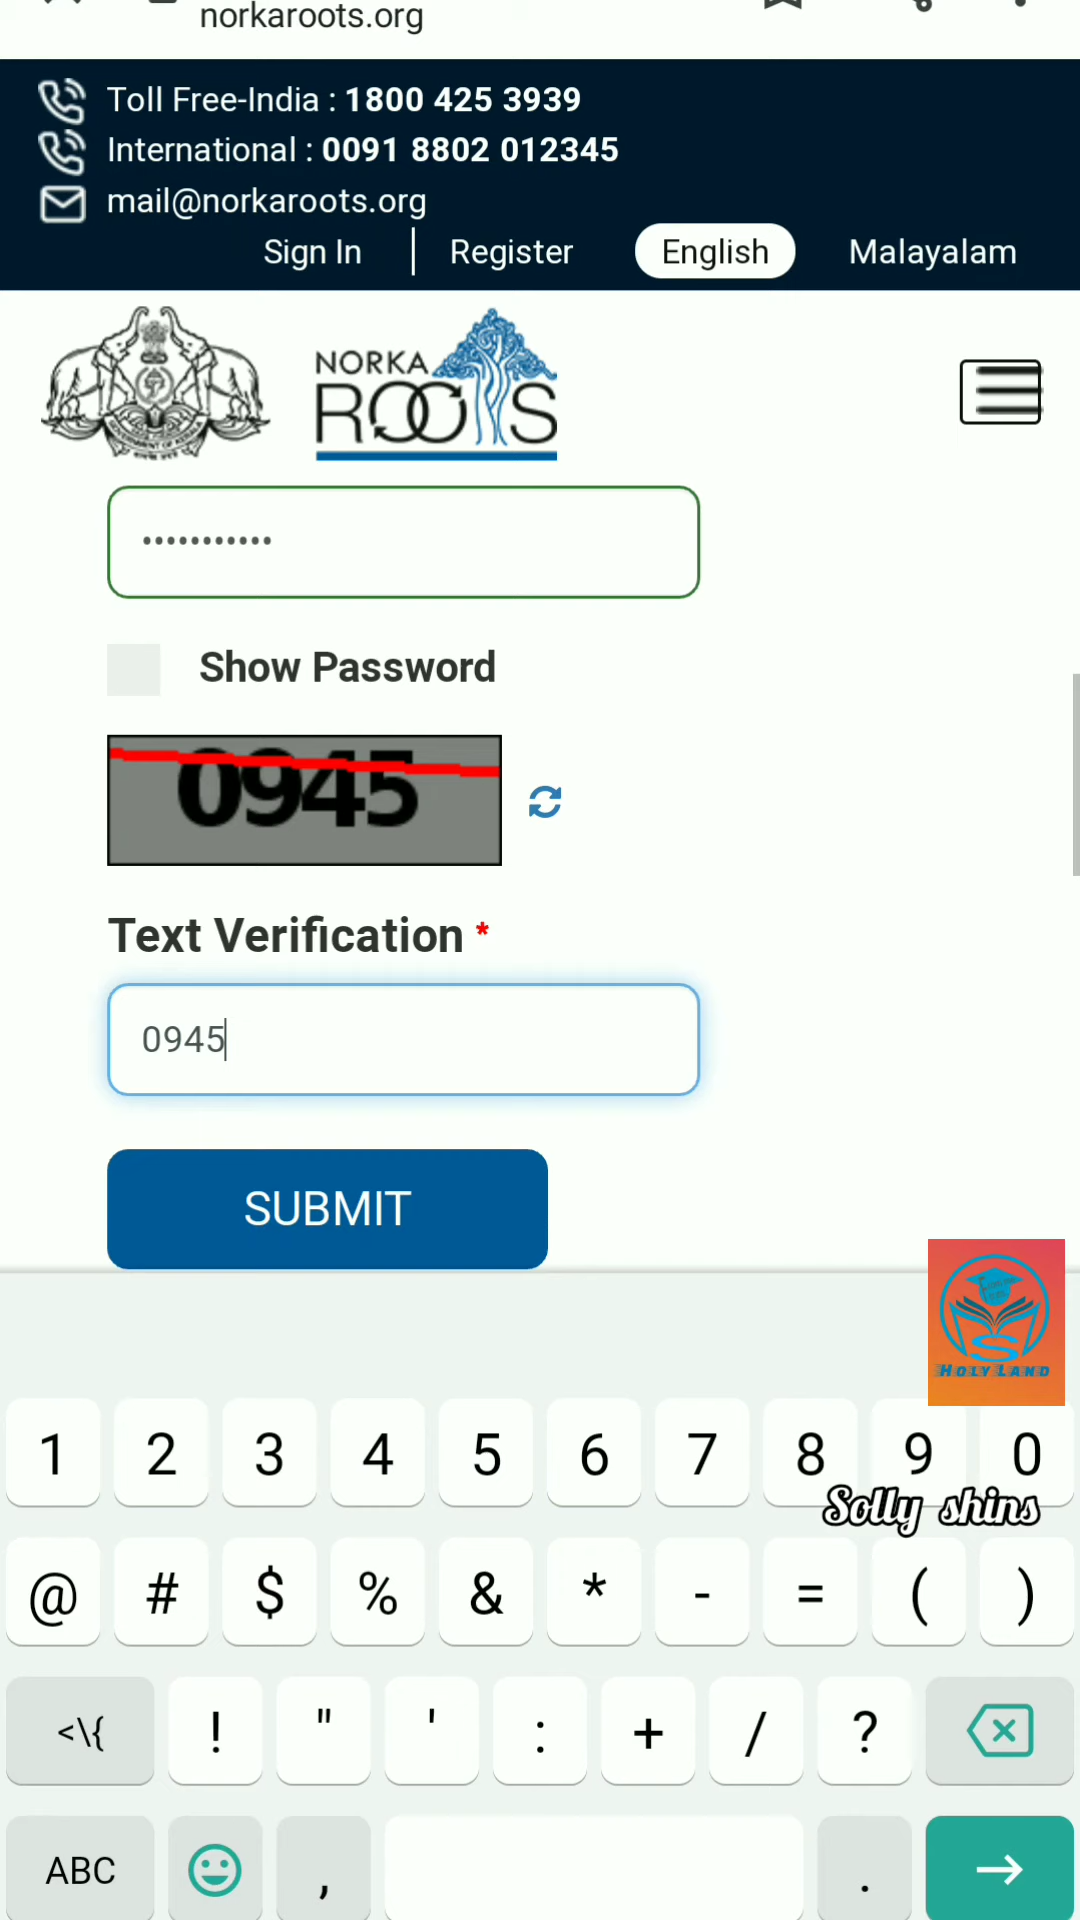 norkaroots.org
Toll Free-India : 1800 425 3939
International : 0091 8802 012345
mail@norkaroots.org
Sign In | Register English Malayalam
NORKA
ROOTS
•••••••••••
Show Password
0945
Text Verification *
0945
SUBMIT
HOLY LAND
1 2 3 4 5 6 7 8 9 0
Solly shins
@ # $ % & * - = ( )
<\{ ! " ' : + / ?
ABC , .